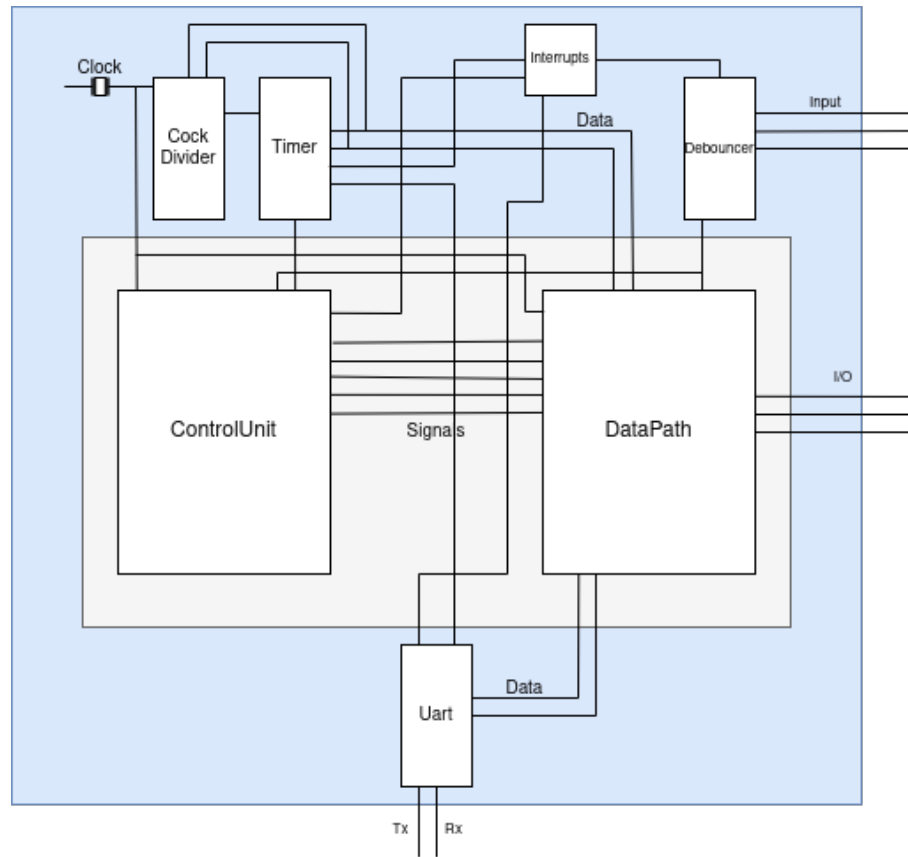 Clock
Interrupts
Input
Cock
Divider
Timer
Data
Debouncer
I/O
ControlUnit
Signals
DataPath
Data
Uart
Tx
Rx